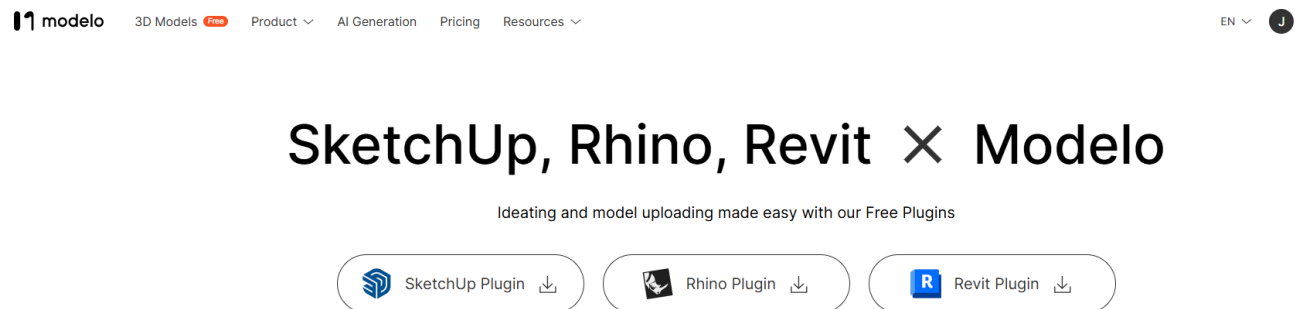 modelo 3D Models Free Product AI Generation Pricing Resources EN J
SketchUp, Rhino, Revit × Modelo
Ideating and model uploading made easy with our Free Plugins
SketchUp Plugin Rhino Plugin R Revit Plugin